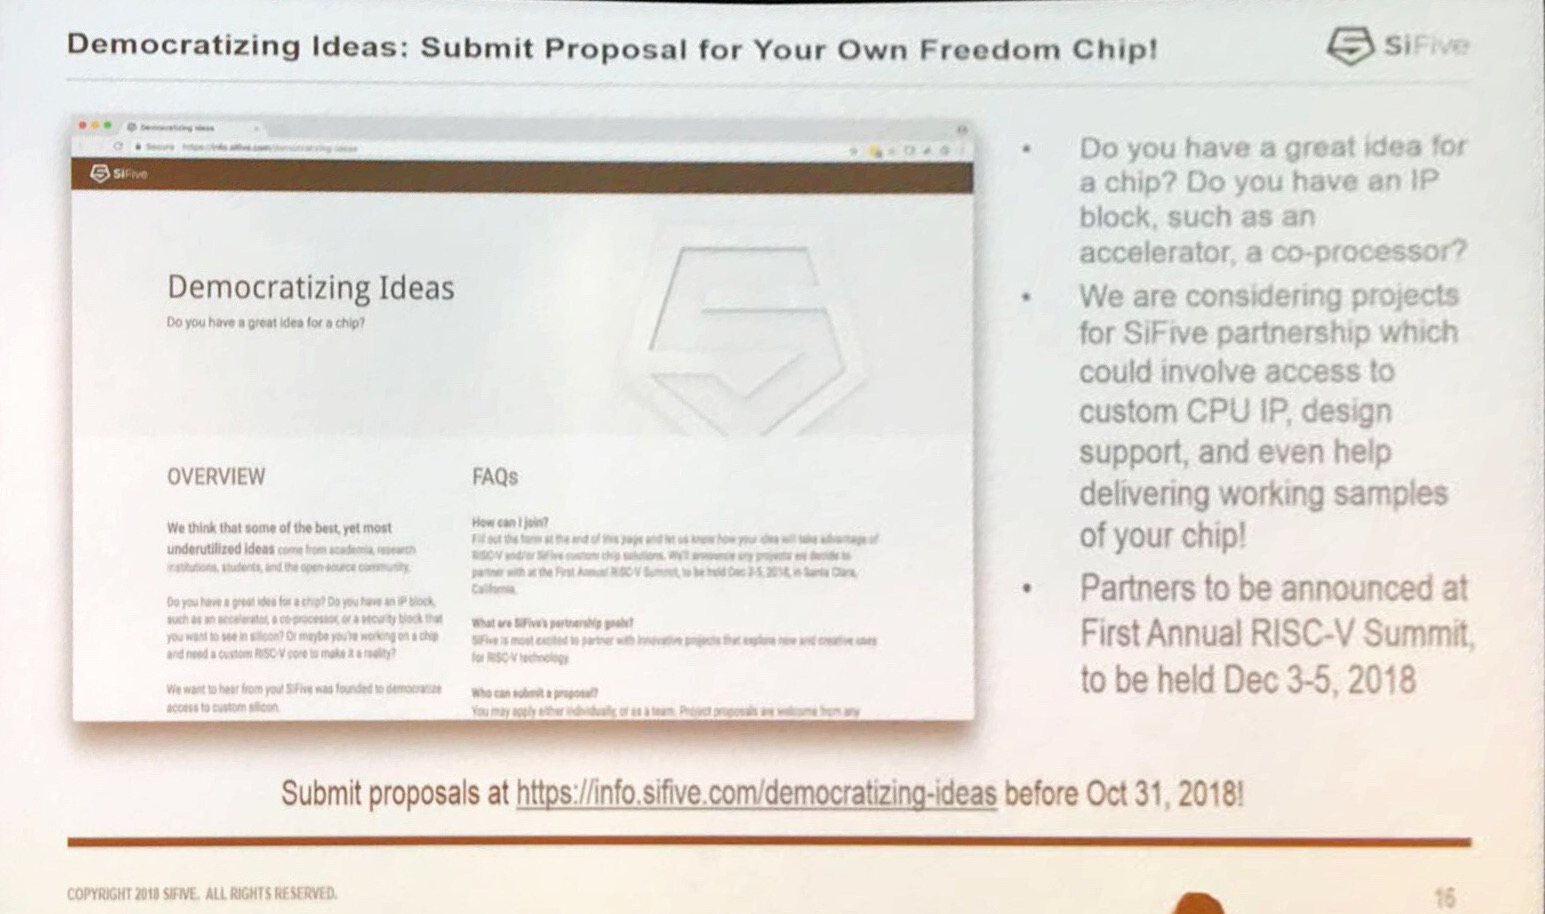 Democratizing Ideas: Submit Proposal for Your Own Freedom Chip!
SiFive
Democratizing Ideas
Secure https://info.sifive.com/democratizing-ideas
SiFive
Democratizing Ideas
Do you have a great idea for a chip?
OVERVIEW
We think that some of the best, yet most
underutilized ideas come from academia, research
institutions, students, and the open-source community.
Do you have a great idea for a chip? Do you have an IP block,
such as an accelerator, a co-processor, or a security block that
you want to see in silicon? Or maybe you're working on a chip
and need a custom RISC-V core to make it a reality?
We want to hear from you! SiFive was founded to democratize
access to custom silicon.
FAQs
How can I join?
Fill out the form at the end of this page and let us know how your idea will take advantage of
RISC-V and/or SiFive custom chip solutions. We'll announce any projects we decide to
partner with at the First Annual RISC-V Summit, to be held Dec 3-5, 2018, in Santa Clara,
California.
What are SiFive's partnership goals?
SiFive is most excited to partner with innovative projects that explore new and creative uses
for RISC-V technology.
Who can submit a proposal?
You may apply either individually, or as a team. Project proposals are welcome from any
• Do you have a great idea for
a chip? Do you have an IP
block, such as an
accelerator, a co-processor?
• We are considering projects
for SiFive partnership which
could involve access to
custom CPU IP, design
support, and even help
delivering working samples
of your chip!
• Partners to be announced at
First Annual RISC-V Summit,
to be held Dec 3-5, 2018
Submit proposals at https://info.sifive.com/democratizing-ideas before Oct 31, 2018!
COPYRIGHT 2018 SIFIVE. ALL RIGHTS RESERVED.
16